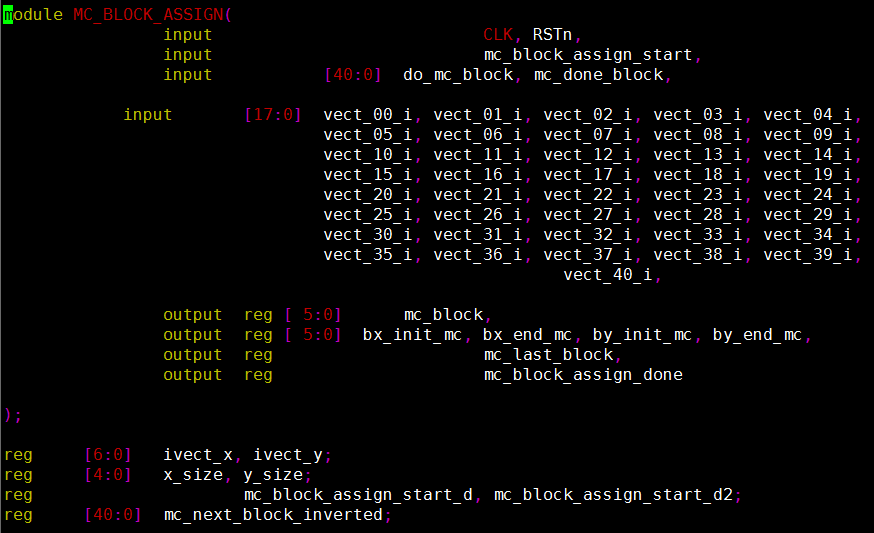 module MC_BLOCK_ASSIGN(
input CLK, RSTn,
input mc_block_assign_start,
input [40:0] do_mc_block, mc_done_block,
input [17:0] vect_00_i, vect_01_i, vect_02_i, vect_03_i, vect_04_i,
vect_05_i, vect_06_i, vect_07_i, vect_08_i, vect_09_i,
vect_10_i, vect_11_i, vect_12_i, vect_13_i, vect_14_i,
vect_15_i, vect_16_i, vect_17_i, vect_18_i, vect_19_i,
vect_20_i, vect_21_i, vect_22_i, vect_23_i, vect_24_i,
vect_25_i, vect_26_i, vect_27_i, vect_28_i, vect_29_i,
vect_30_i, vect_31_i, vect_32_i, vect_33_i, vect_34_i,
vect_35_i, vect_36_i, vect_37_i, vect_38_i, vect_39_i,
vect_40_i,
output reg [ 5:0] mc_block,
output reg [ 5:0] bx_init_mc, bx_end_mc, by_init_mc, by_end_mc,
output reg mc_last_block,
output reg mc_block_assign_done
);
reg [6:0] ivect_x, ivect_y;
reg [4:0] x_size, y_size;
reg mc_block_assign_start_d, mc_block_assign_start_d2;
reg [40:0] mc_next_block_inverted;